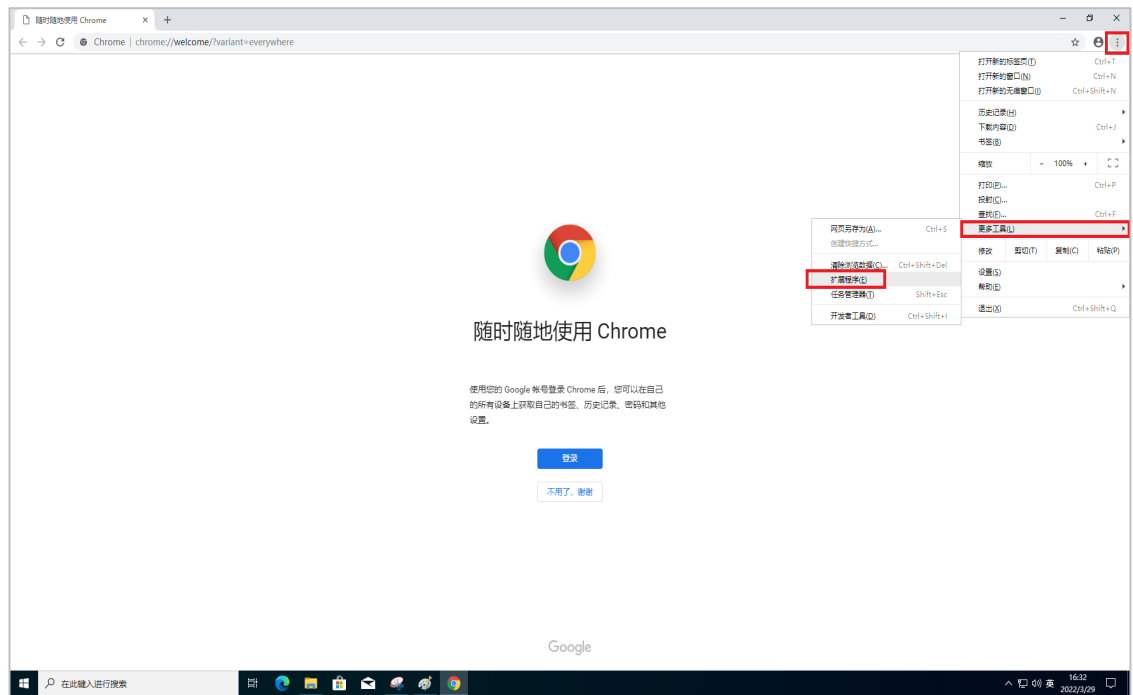 随时随地使用 Chrome
Chrome | chrome://welcome/?variant=everywhere
打开新的标签页(T) Ctrl+T
打开新的窗口(N) Ctrl+N
打开新的无痕窗口(I) Ctrl+Shift+N
历史记录(H)
下载内容(D) Ctrl+J
书签(B)
缩放 - 100% +
打印(P)... Ctrl+P
投射(C)...
查找(F)... Ctrl+F
更多工具(L)
修改 剪切(T) 复制(C) 粘贴(P)
设置(S)
帮助(E)
退出(X) Ctrl+Shift+Q
网页另存为(A)... Ctrl+S
创建快捷方式...
清除浏览数据(C)... Ctrl+Shift+Del
扩展程序(E)
任务管理器(T) Shift+Esc
开发者工具(D) Ctrl+Shift+I
随时随地使用 Chrome
使用您的 Google 帐号登录 Chrome 后，您可以在自己
的所有设备上获取自己的书签、历史记录、密码和其他
设置。
登录
不用了，谢谢
Google
在此键入进行搜索
英
16:32
2022/3/29